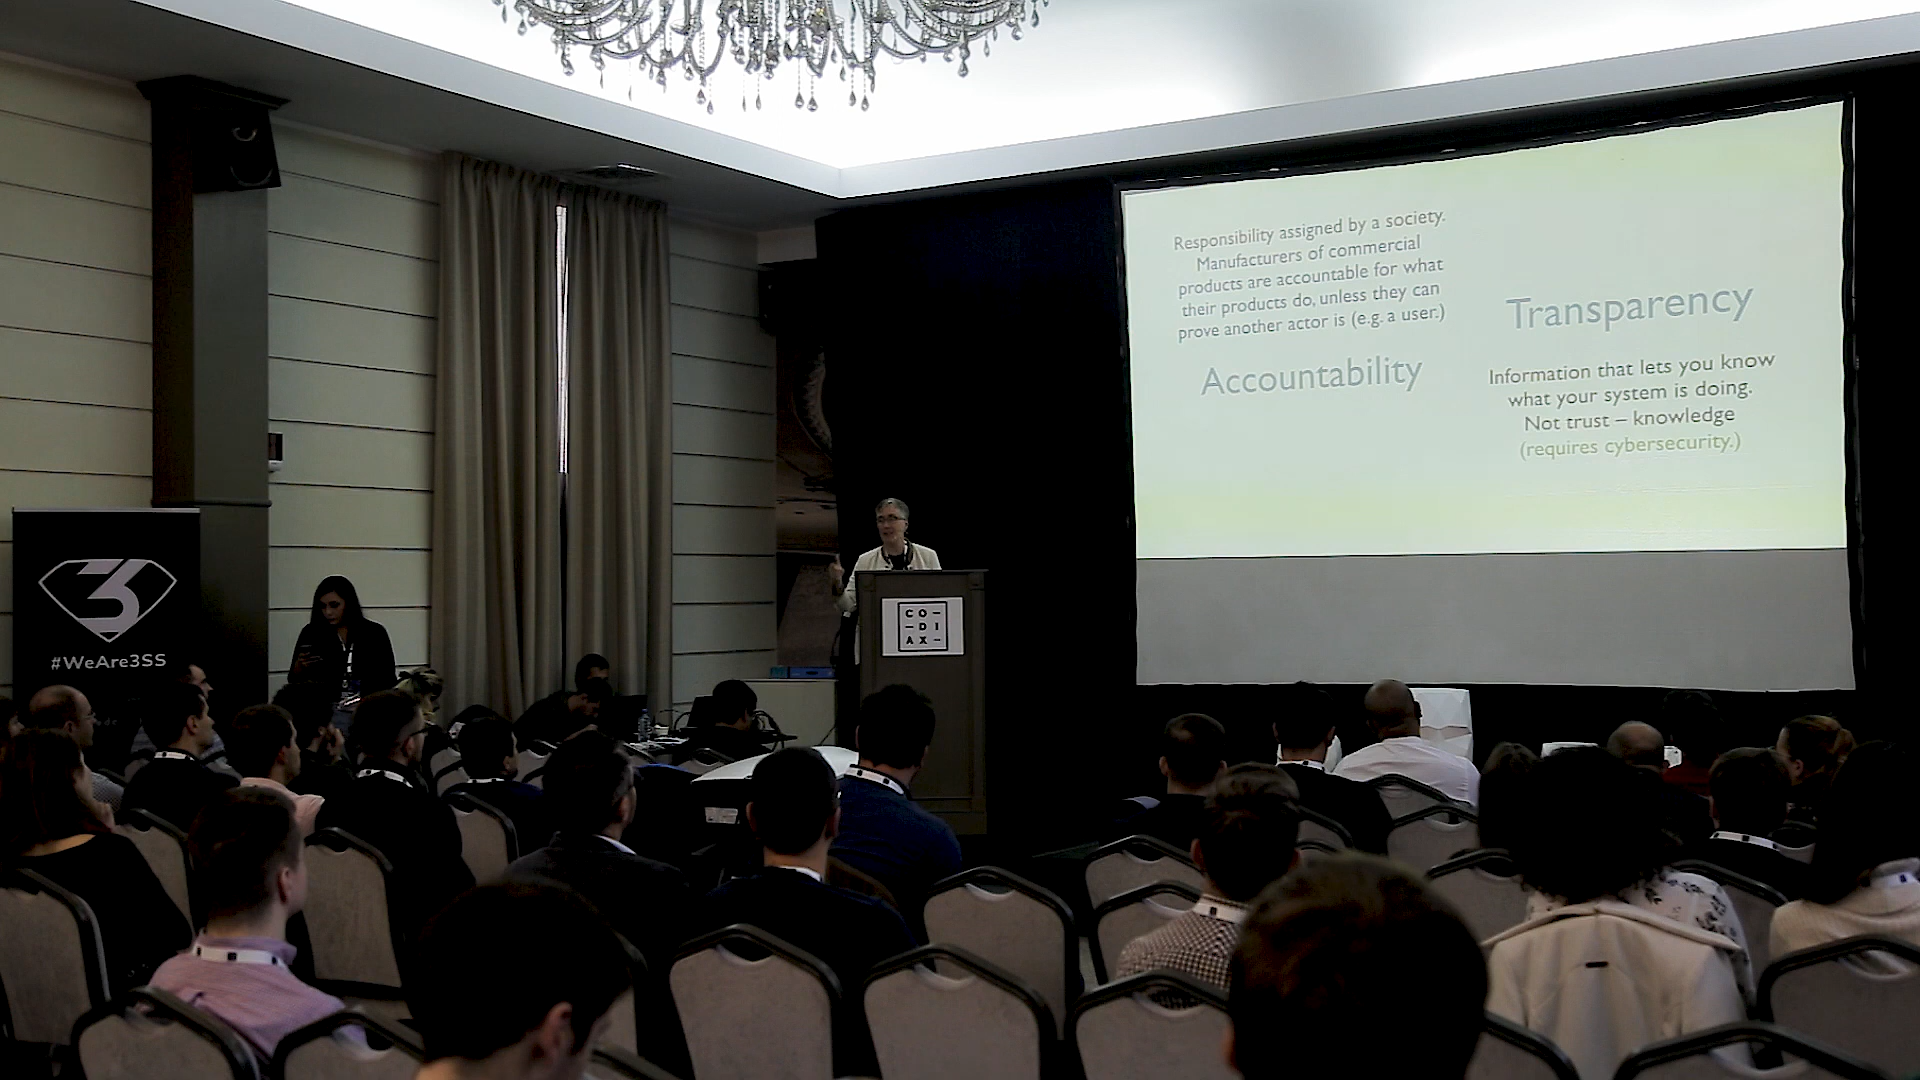 Responsibility assigned by a society.
Manufacturers of commercial
products are accountable for what
their products do, unless they can
prove another actor is (e.g. a user.)
Accountability
Transparency
Information that lets you know
what your system is doing.
Not trust – knowledge
(requires cybersecurity.)
CO–
–DI
AX–
3
#WeAre3SS